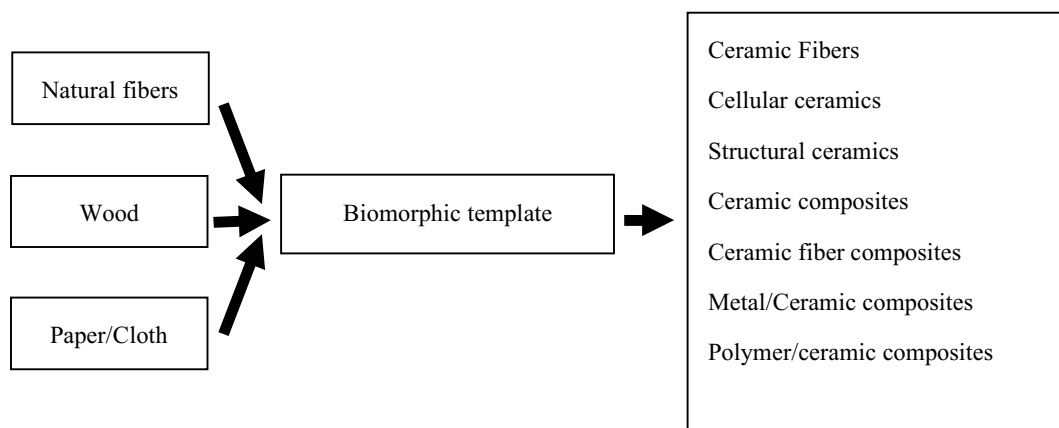 Natural fibers
Wood
Paper/Cloth
Biomorphic template
Ceramic Fibers
Cellular ceramics
Structural ceramics
Ceramic composites
Ceramic fiber composites
Metal/Ceramic composites
Polymer/ceramic composites